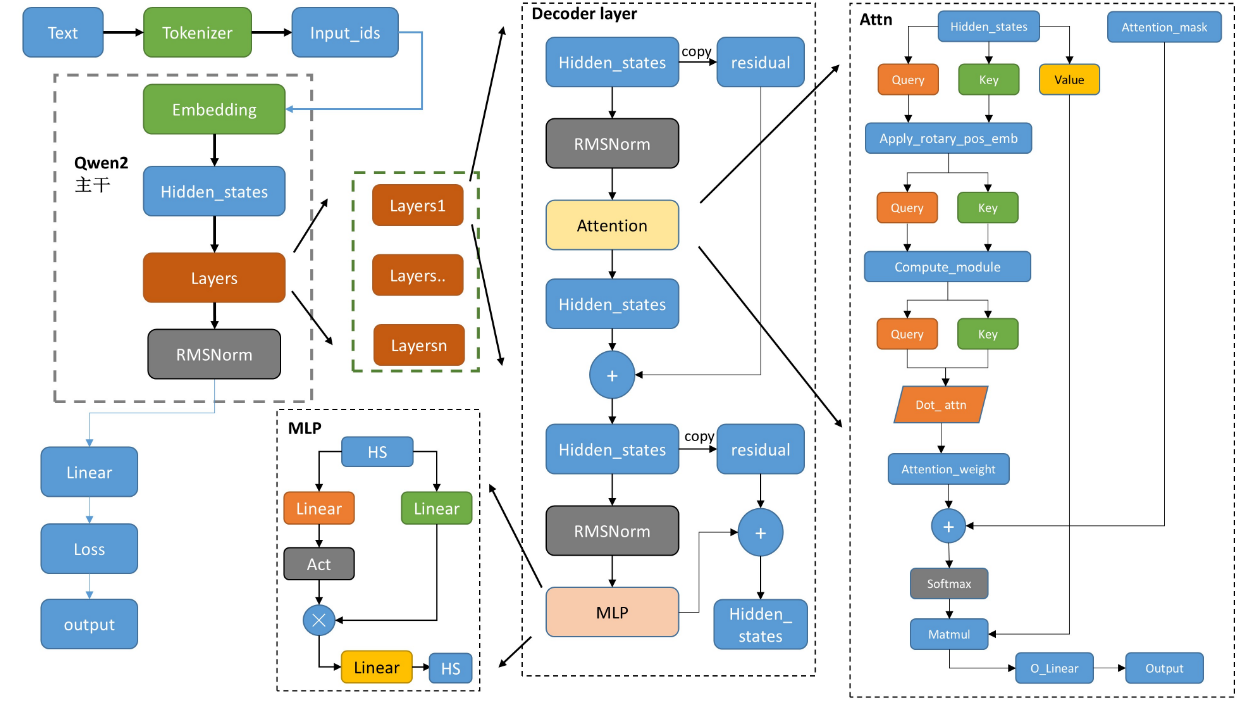 Text
Tokenizer
Input_ids
Qwen2
主干
Embedding
Hidden_states
Layers
RMSNorm
Linear
Loss
output
Layers1
Layers..
Layersn
MLP
HS
Linear
Linear
Act
×
Linear
HS
Decoder layer
Hidden_states
copy
residual
RMSNorm
Attention
Hidden_states
+
Hidden_states
copy
residual
RMSNorm
+
MLP
Hidden_
states
Attn
Hidden_states
Attention_mask
Query
Key
Value
Apply_rotary_pos_emb
Query
Key
Compute_module
Query
Key
Dot_ attn
Attention_weight
+
Softmax
Matmul
O_Linear
Output